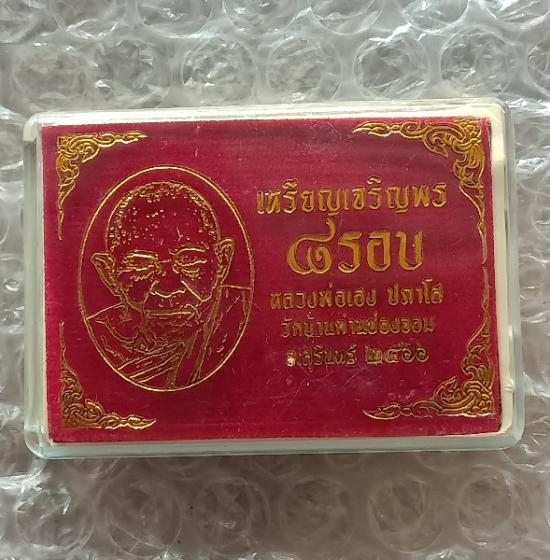 เหรียญเจริญพร
๘รอบ
หลวงพ่อเฮง ปภาโส
วัดบ้านด่านช่องจอม
จ.สุรินทร์ ๒๕๖๖